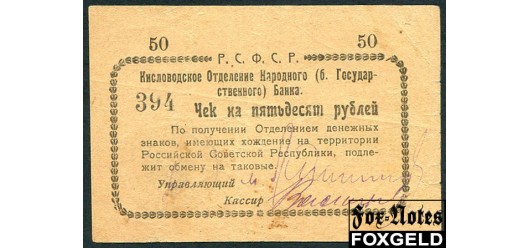 50 50
Р. С. Ф. С. Р.
Кисловодское Отделение Народного (б. Государ-
ственного) Банка.
394 Чек на пятьдесят рублей
По получении Отделением денежных
знаков, имеющих хождение на территории
Российской Советской Республики, подле-
жит обмену на таковые.
Управляющий
Кассир
Fox-Notes
FOXGELD